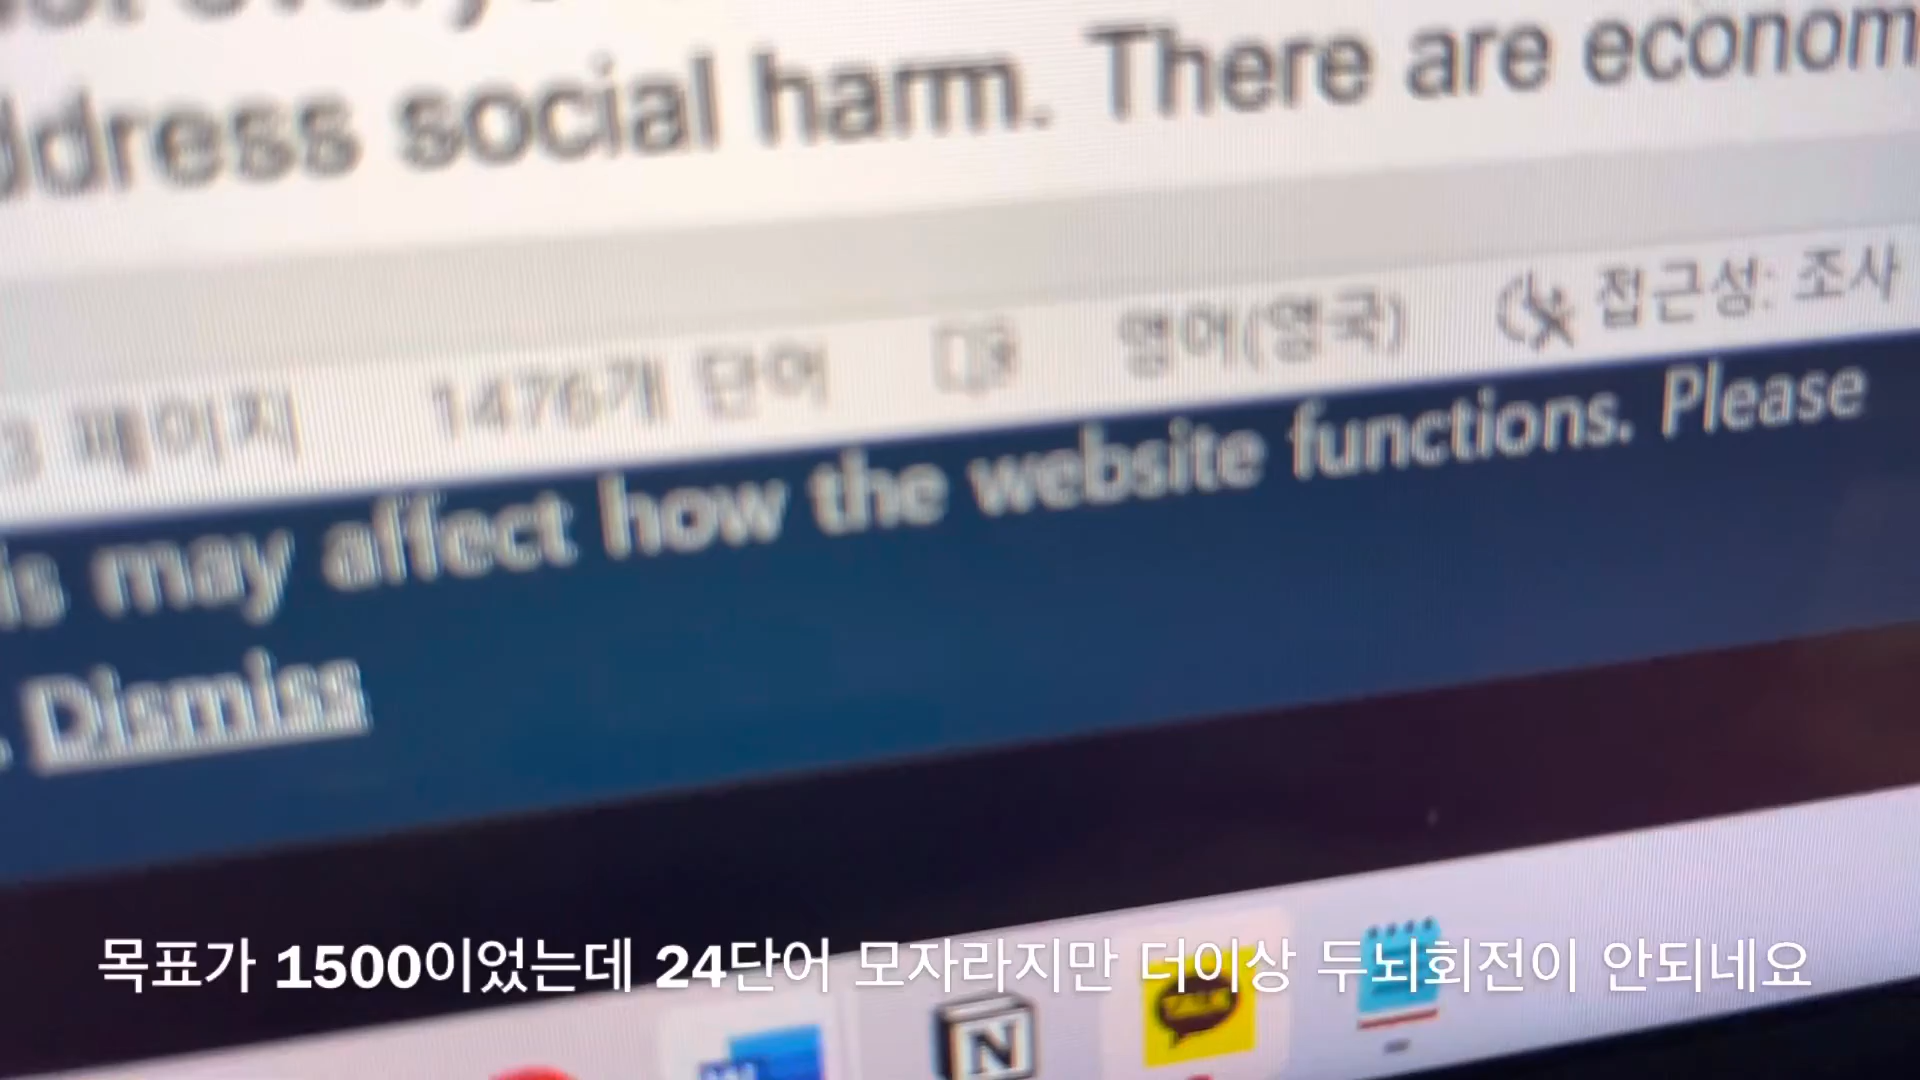 ddress social harm. There are econom
3 페이지 1476개 단어 영어(영국) 접근성: 조사
is may affect how the website functions. Please
. Dismiss
목표가 1500이었는데 24단어 모자라지만 더이상 두뇌회전이 안되네요
N
TALK